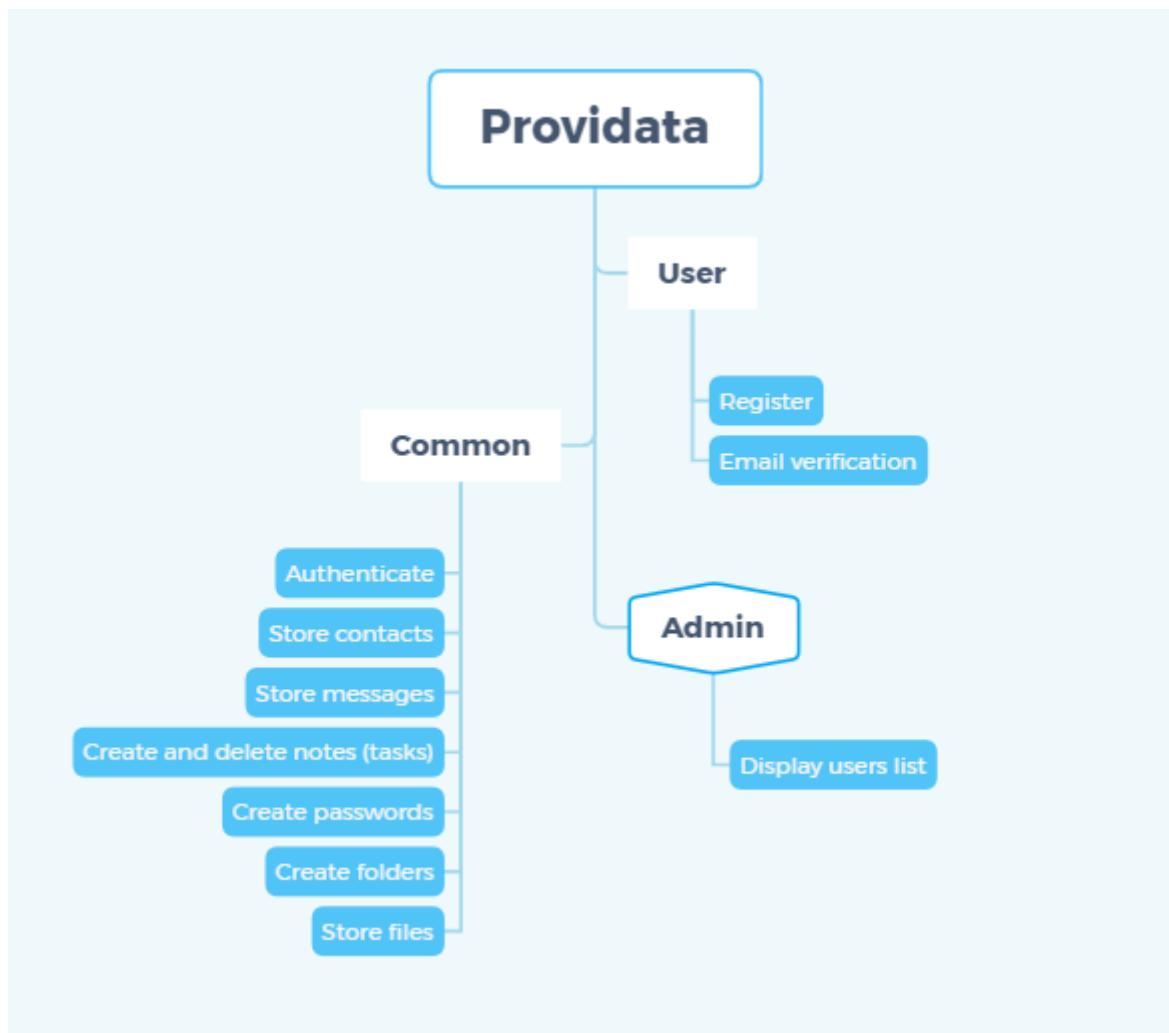 Providata
User
Register
Email verification
Common
Authenticate
Store contacts
Store messages
Create and delete notes (tasks)
Create passwords
Create folders
Store files
Admin
Display users list